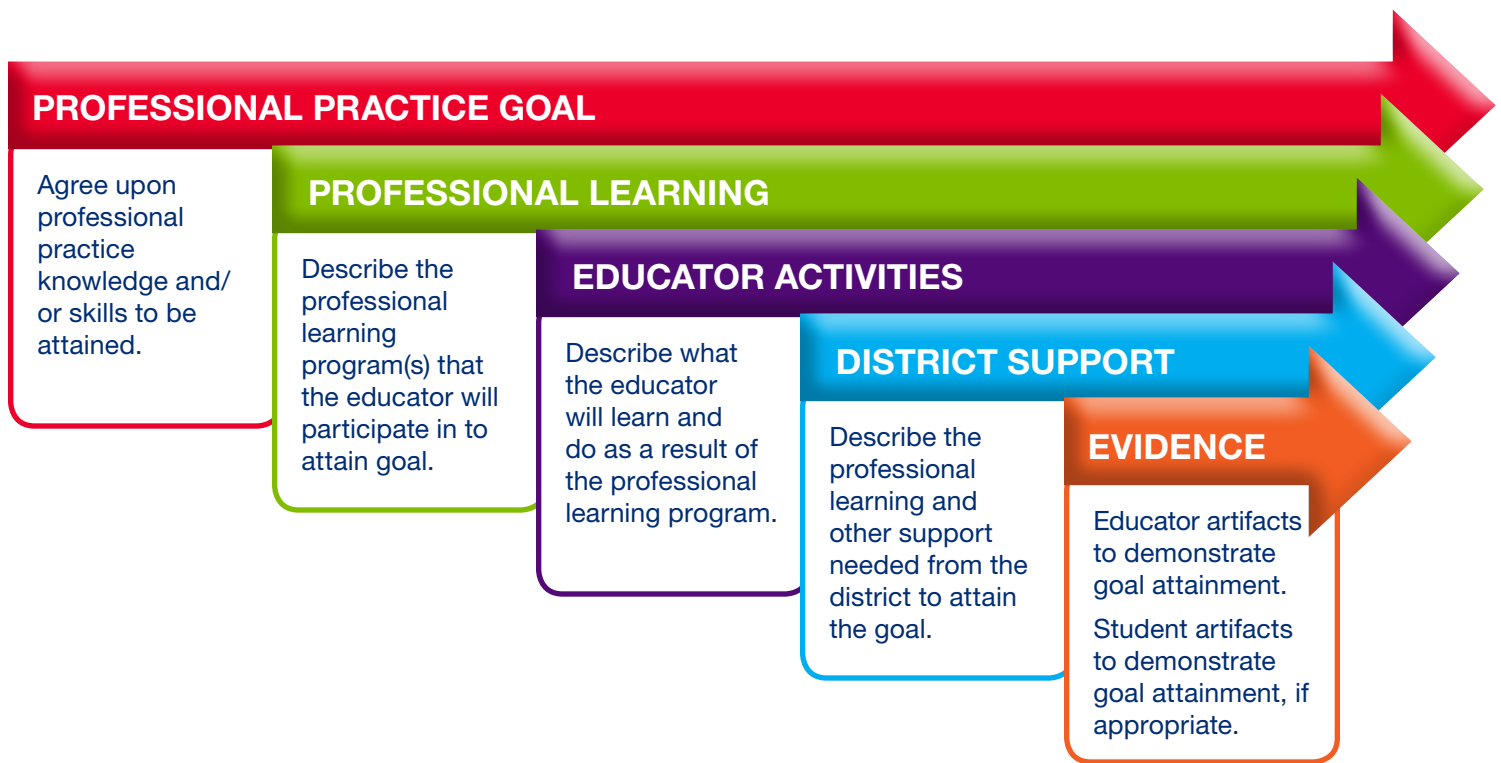 PROFESSIONAL PRACTICE GOAL
Agree upon
professional
practice
knowledge and/
or skills to be
attained.
PROFESSIONAL LEARNING
Describe the
professional
learning
program(s) that
the educator will
participate in to
attain goal.
EDUCATOR ACTIVITIES
Describe what
the educator
will learn and
do as a result of
the professional
learning program.
DISTRICT SUPPORT
Describe the
professional
learning and
other support
needed from the
district to attain
the goal.
EVIDENCE
Educator artifacts
to demonstrate
goal attainment.
Student artifacts
to demonstrate
goal attainment, if
appropriate.